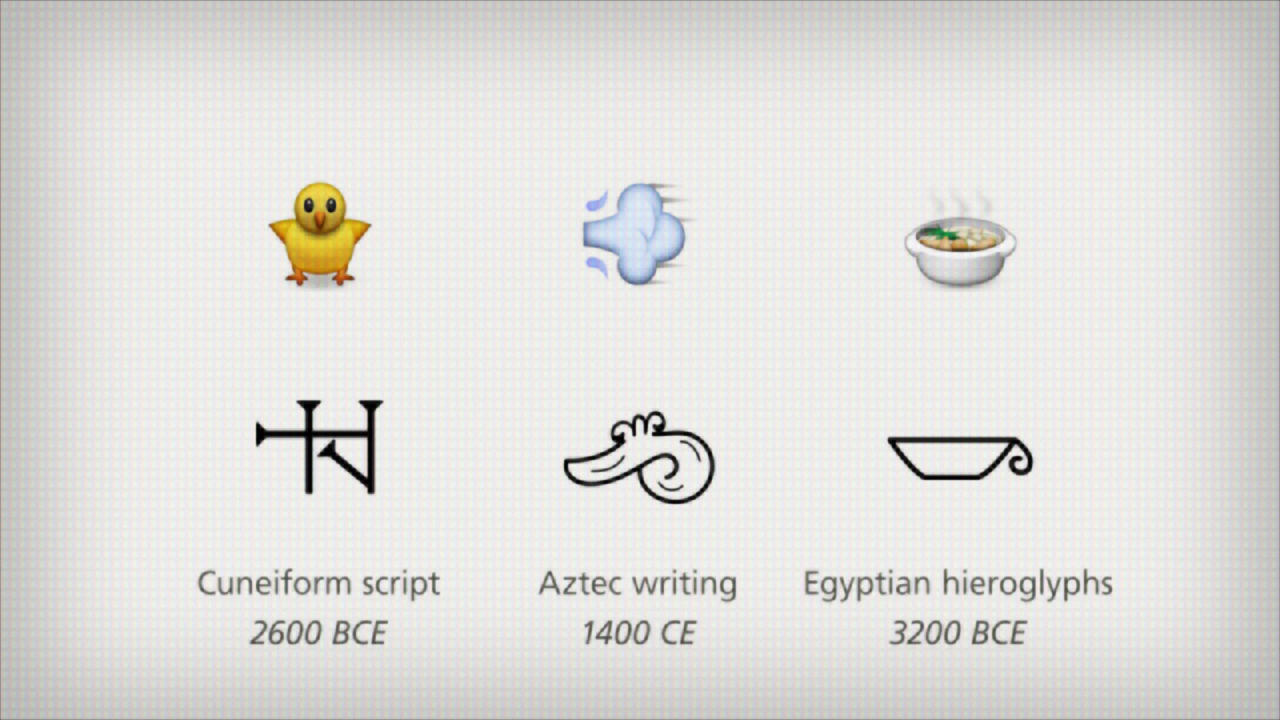 Cuneiform script
2600 BCE
Aztec writing
1400 CE
Egyptian hieroglyphs
3200 BCE